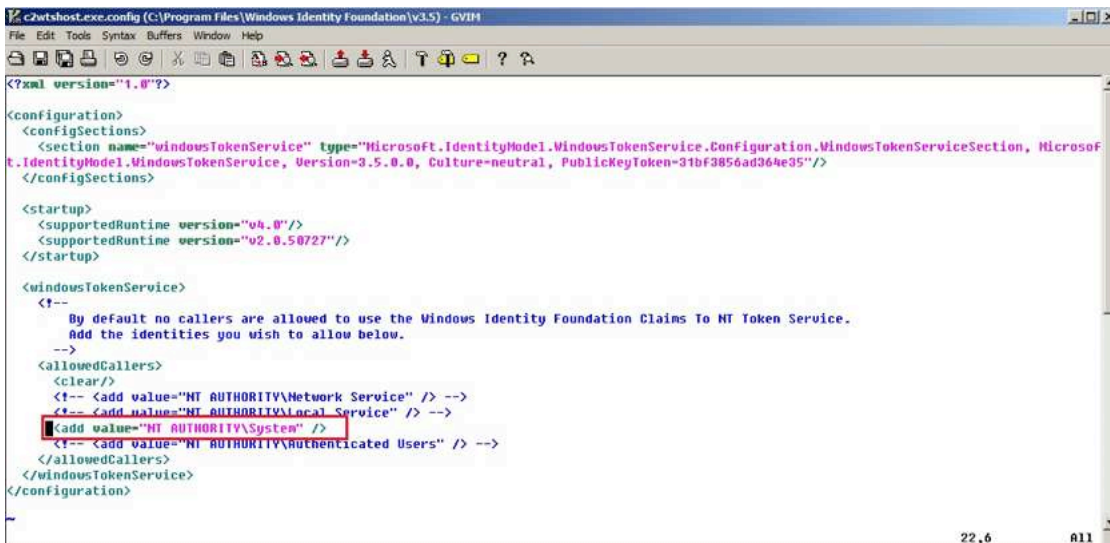 c2wtshost.exe.config (C:\Program Files\Windows Identity Foundation\v3.5) - GVIM
File Edit Tools Syntax Buffers Window Help
<?xml version="1.0"?>
<configuration>
<configSections>
<section name="windowsTokenService" type="Microsoft.IdentityModel.WindowsTokenService.Configuration.WindowsTokenServiceSection, Microsof
t.IdentityModel.WindowsTokenService, Version=3.5.0.0, Culture=neutral, PublicKeyToken=31bf3856ad364e35"/>
</configSections>
<startup>
<supportedRuntime version="v4.0"/>
<supportedRuntime version="v2.0.50727"/>
</startup>
<windowsTokenService>
<!--
By default no callers are allowed to use the Windows Identity Foundation Claims To NT Token Service.
Add the identities you wish to allow below.
-->
<allowedCallers>
<clear/>
<!-- <add value="NT AUTHORITY\Network Service" /> -->
<!-- <add value="NT AUTHORITY\Local Service" /> -->
<add value="NT AUTHORITY\System" />
<!-- <add value="NT AUTHORITY\Authenticated Users" /> -->
</allowedCallers>
</windowsTokenService>
</configuration>
~
22,6 All